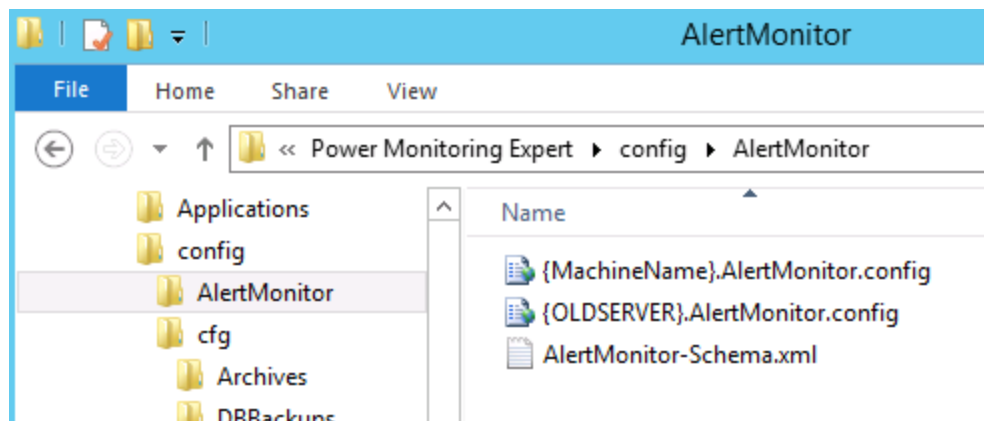 AlertMonitor
File Home Share View
« Power Monitoring Expert config AlertMonitor
Applications
config
AlertMonitor
cfg
Archives
DBBackups
Name
{MachineName}.AlertMonitor.config
{OLDSERVER}.AlertMonitor.config
AlertMonitor-Schema.xml